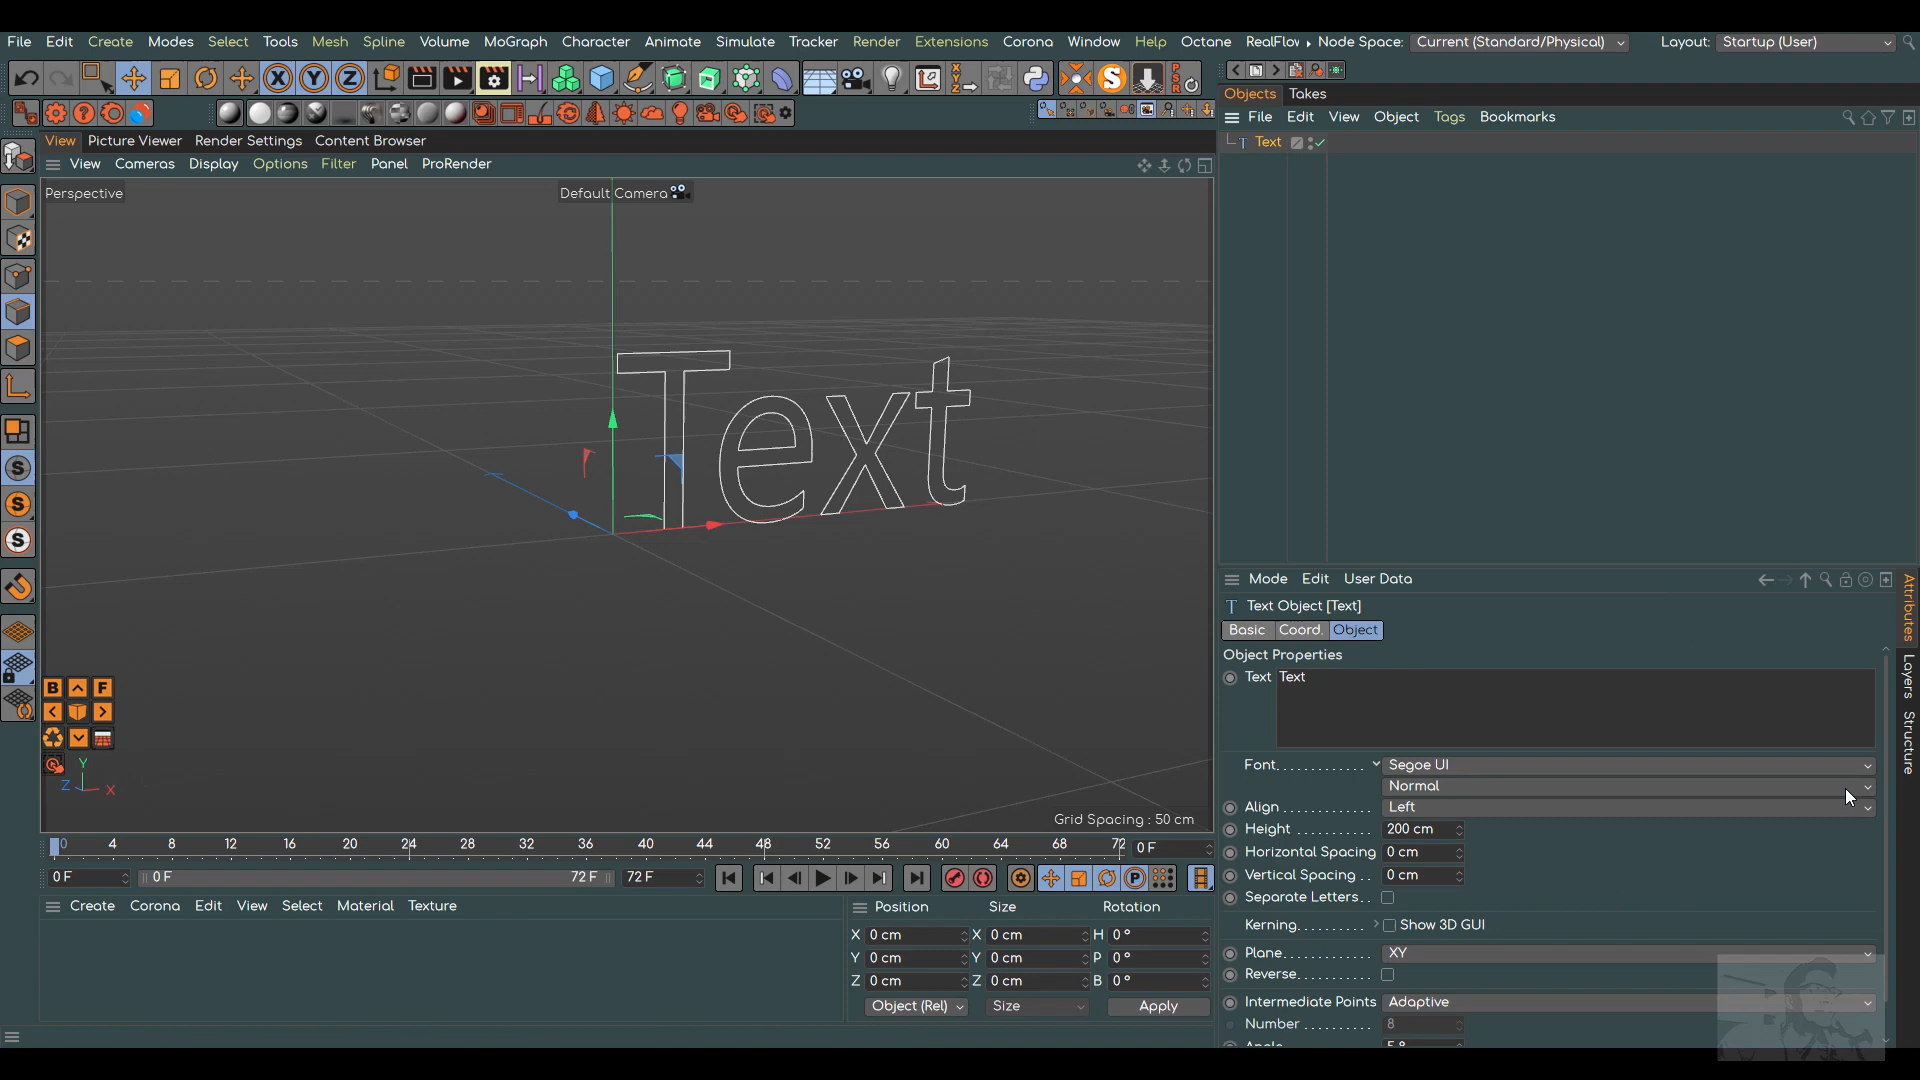 File Edit Create Modes Select Tools Mesh Spline Volume MoGraph Character Animate Simulate Tracker Render Extensions Corona Window Help Octane RealFlow Node Space: Current (Standard/Physical) Layout: Startup (User)
X Y Z S PSR
Objects Takes
File Edit View Object Tags Bookmarks
View Picture Viewer Render Settings Content Browser
View Cameras Display Options Filter Panel ProRender
Text
Perspective
Default Camera
Text
Mode Edit User Data
Text Object [Text]
Basic Coord. Object
Object Properties
Text Text
Font Segoe UI
Normal
Align Left
Height 200 cm
Horizontal Spacing 0 cm
Vertical Spacing 0 cm
Separate Letters
Kerning Show 3D GUI
Plane XY
Reverse
Intermediate Points Adaptive
Number 8
Attributes
Layers
Structure
S
S
S
B F
Y
Z X
Grid Spacing : 50 cm
0 4 8 12 16 20 24 28 32 36 40 44 48 52 56 60 64 68 72 0 F
0 F 0 F 72 F 72 F P
Create Corona Edit View Select Material Texture
Position Size Rotation
X 0 cm X 0 cm H 0 °
Y 0 cm Y 0 cm P 0 °
Z 0 cm Z 0 cm B 0 °
Object (Rel) Size Apply